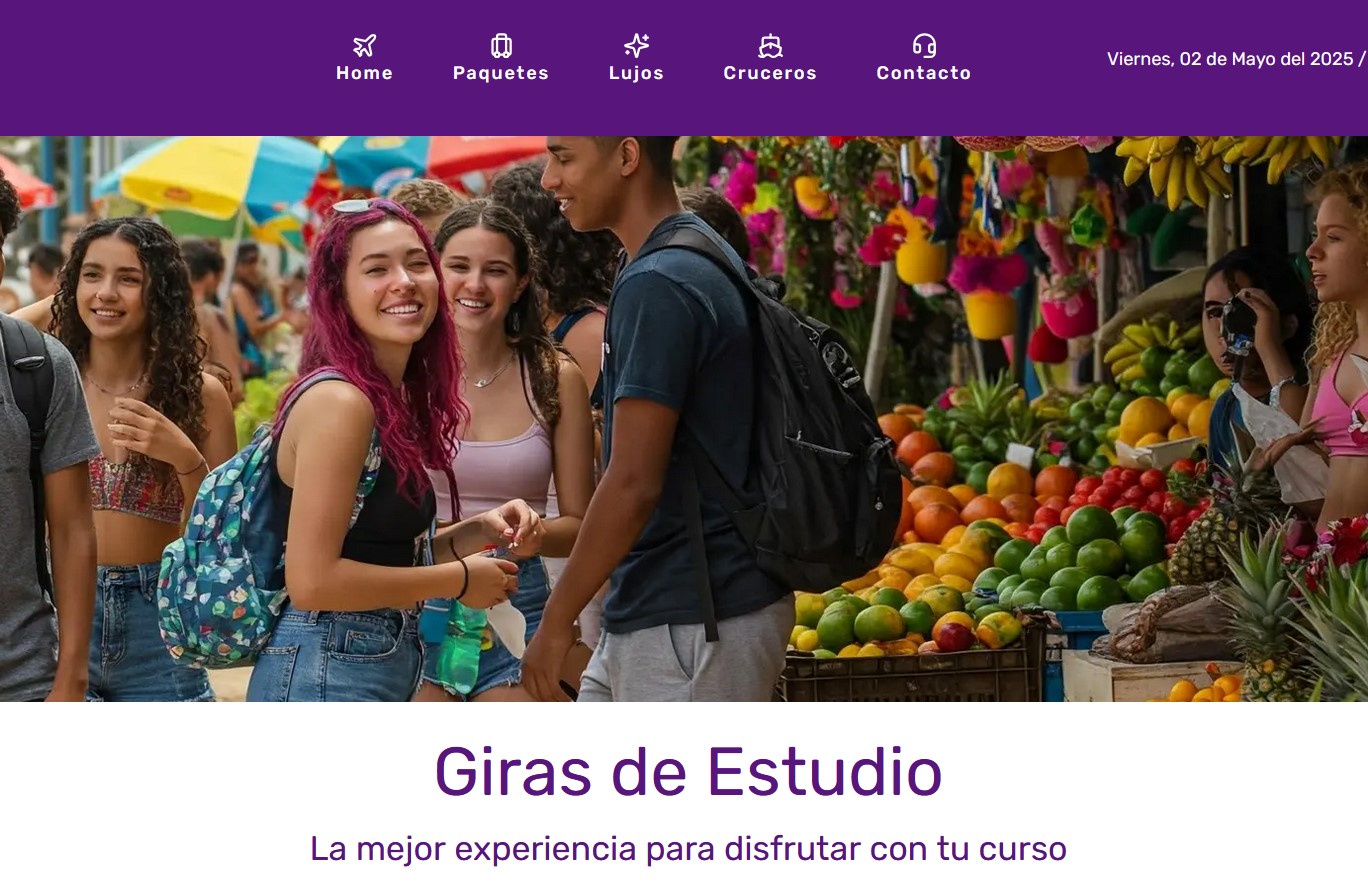 Home Paquetes Lujos Cruceros Contacto
Viernes, 02 de Mayo del 2025 /
Giras de Estudio
La mejor experiencia para disfrutar con tu curso